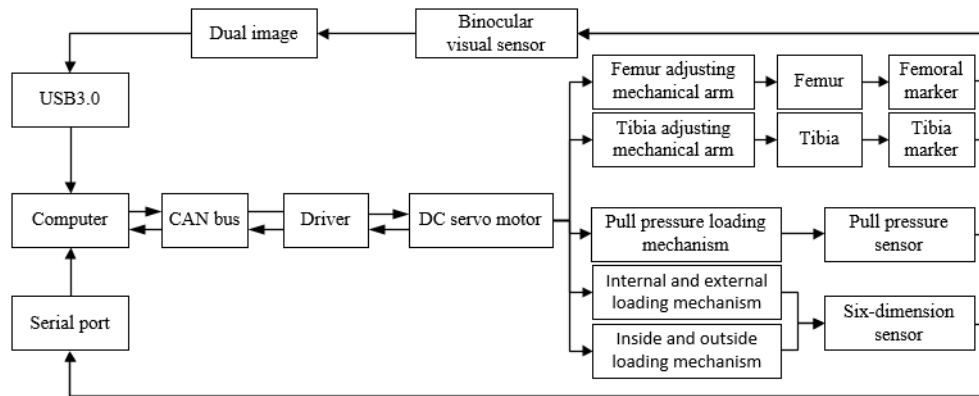 Dual image
Binocular
visual sensor
USB3.0
Femur adjusting
mechanical arm
Femur
Femoral
marker
Tibia adjusting
mechanical arm
Tibia
Tibia
marker
Computer
CAN bus
Driver
DC servo motor
Pull pressure loading
mechanism
Pull pressure
sensor
Internal and external
loading mechanism
Serial port
Six-dimension
sensor
Inside and outside
loading mechanism